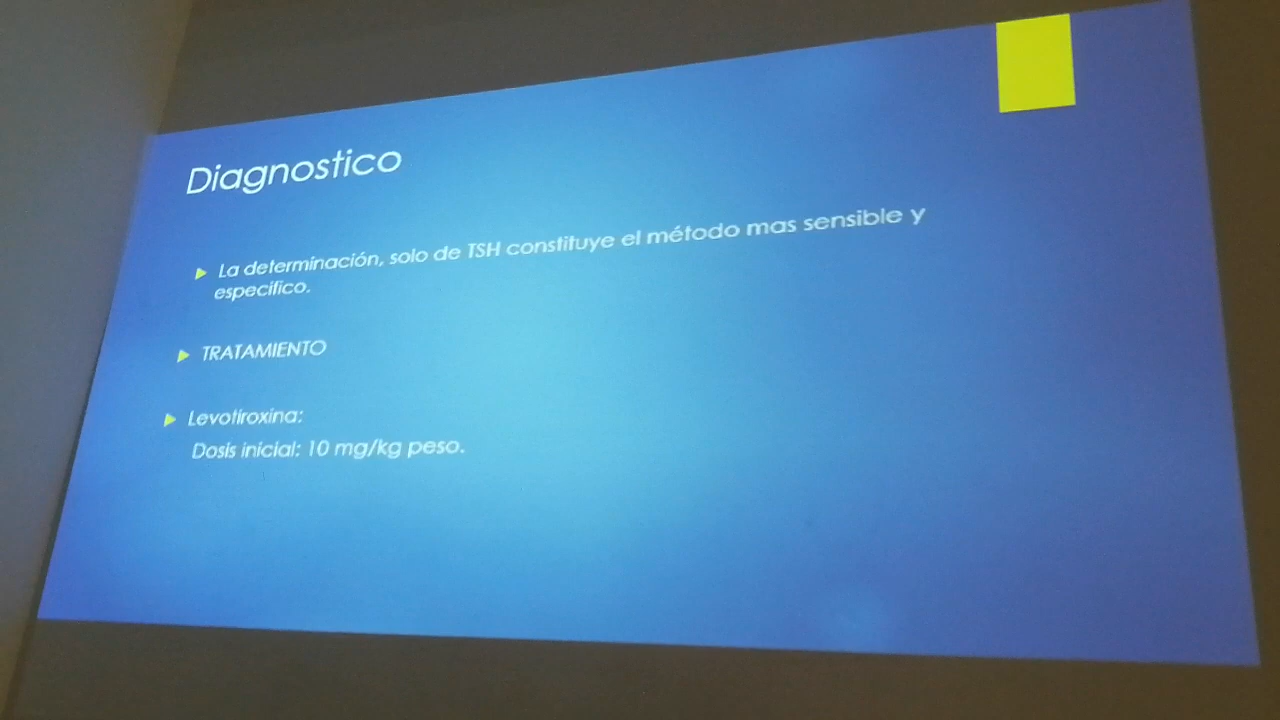 Diagnostico
La determinación, solo de TSH constituye el método mas sensible y
especifico.
TRATAMIENTO
Levotiroxina:
Dosis inicial: 10 mg/kg peso.